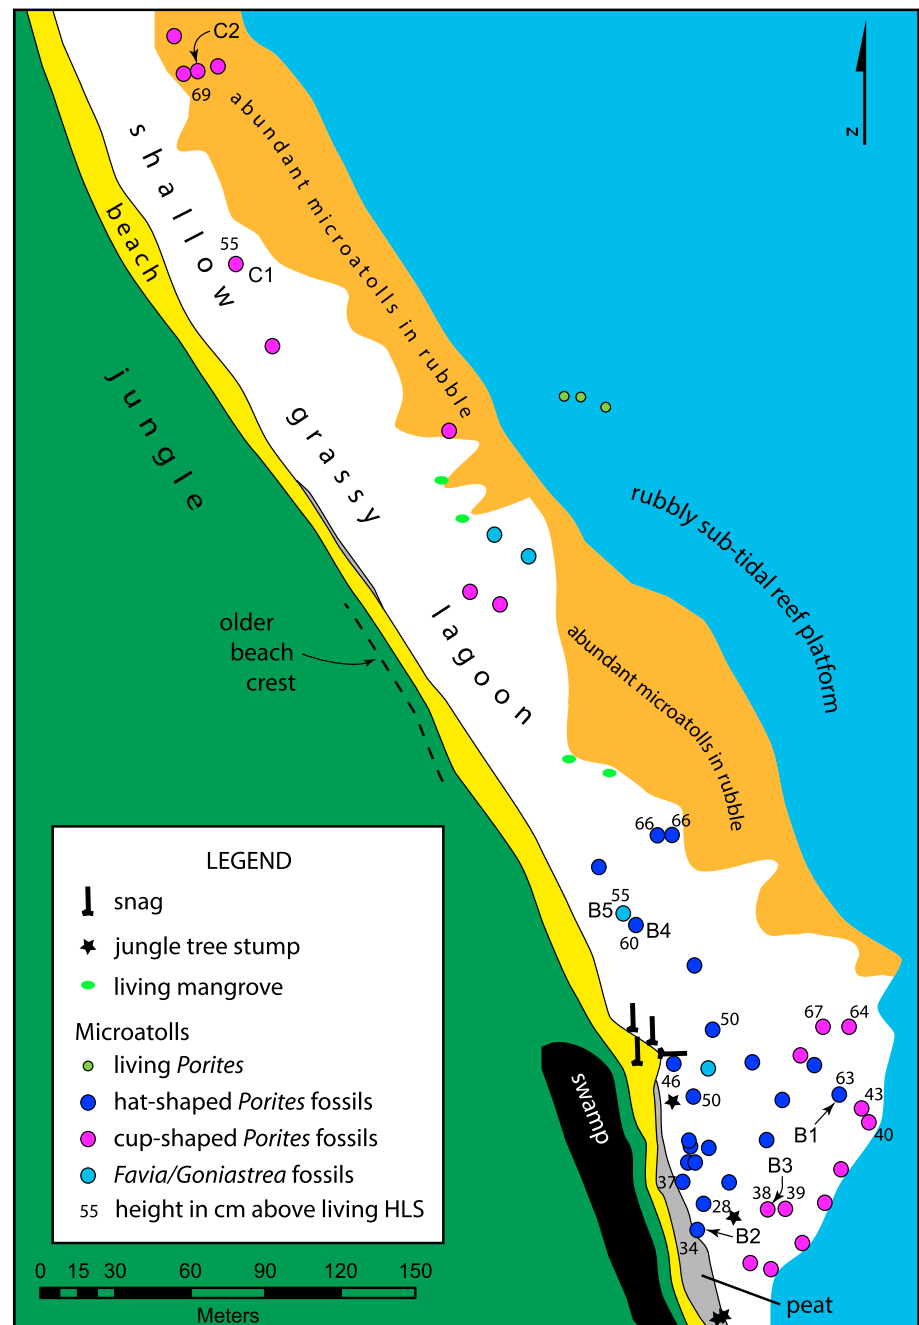 C2
69
N
abundant microatolls in rubble
shallow
beach
55
C1
jungle
grassy
rubbly sub-tidal reef platform
older
beach
crest
lagoon
abundant microatolls in rubble
66 66
55
B5
B4
60
50
67 64
46
50
63
43
B1
40
swamp
37
B3
38 39
28
B2
34
peat
LEGEND
snag
jungle tree stump
living mangrove
Microatolls
living Porites
hat-shaped Porites fossils
cup-shaped Porites fossils
Favia/Goniastrea fossils
55 height in cm above living HLS
0 15 30 60 90 120 150
Meters